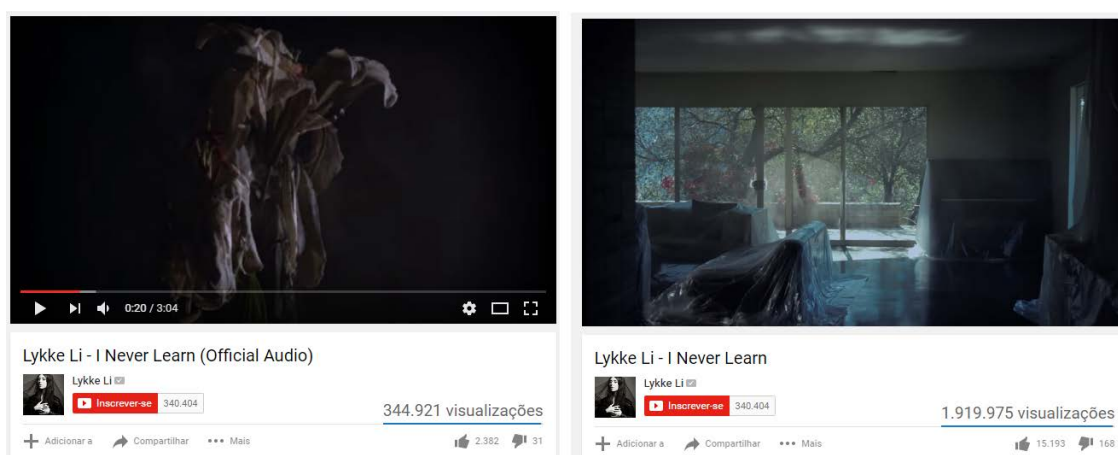 0:20 / 3:04
Lykke Li - I Never Learn (Official Audio)
Lykke Li
Inscrever-se 340.404
344.921 visualizações
Adicionar a Compartilhar Mais 2.382 31
Lykke Li - I Never Learn
Lykke Li
Inscrever-se 340.404
1.919.975 visualizações
Adicionar a Compartilhar Mais 15.193 168